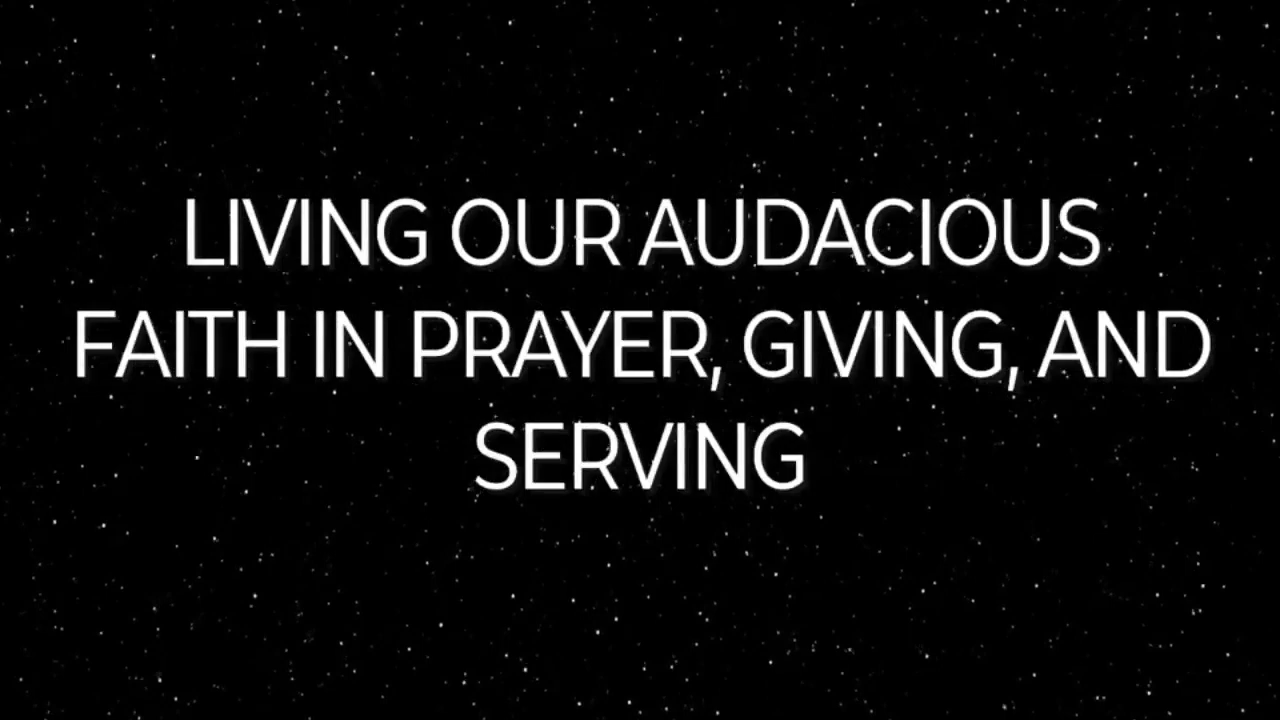 LIVING OUR AUDACIOUS
FAITH IN PRAYER, GIVING, AND
SERVING